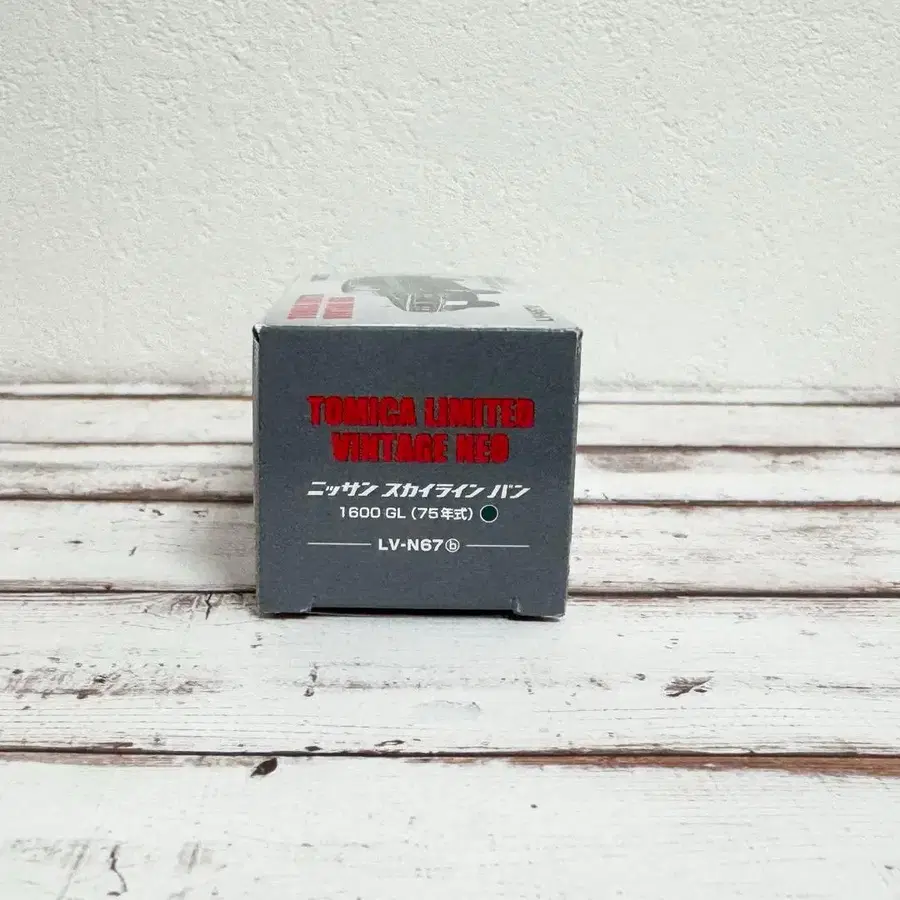 TOMICA LIMITED
VINTAGE NEO
ニッサン スカイライン バン
1600 GL (75年式)
LV-N67ⓑ